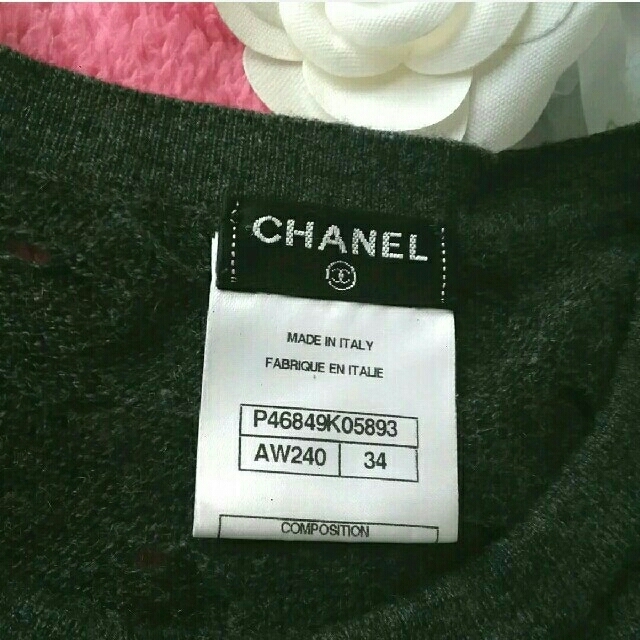 CHANEL
MADE IN ITALY
FABRIQUE EN ITALIE
P46849K05893
AW240 34
COMPOSITION